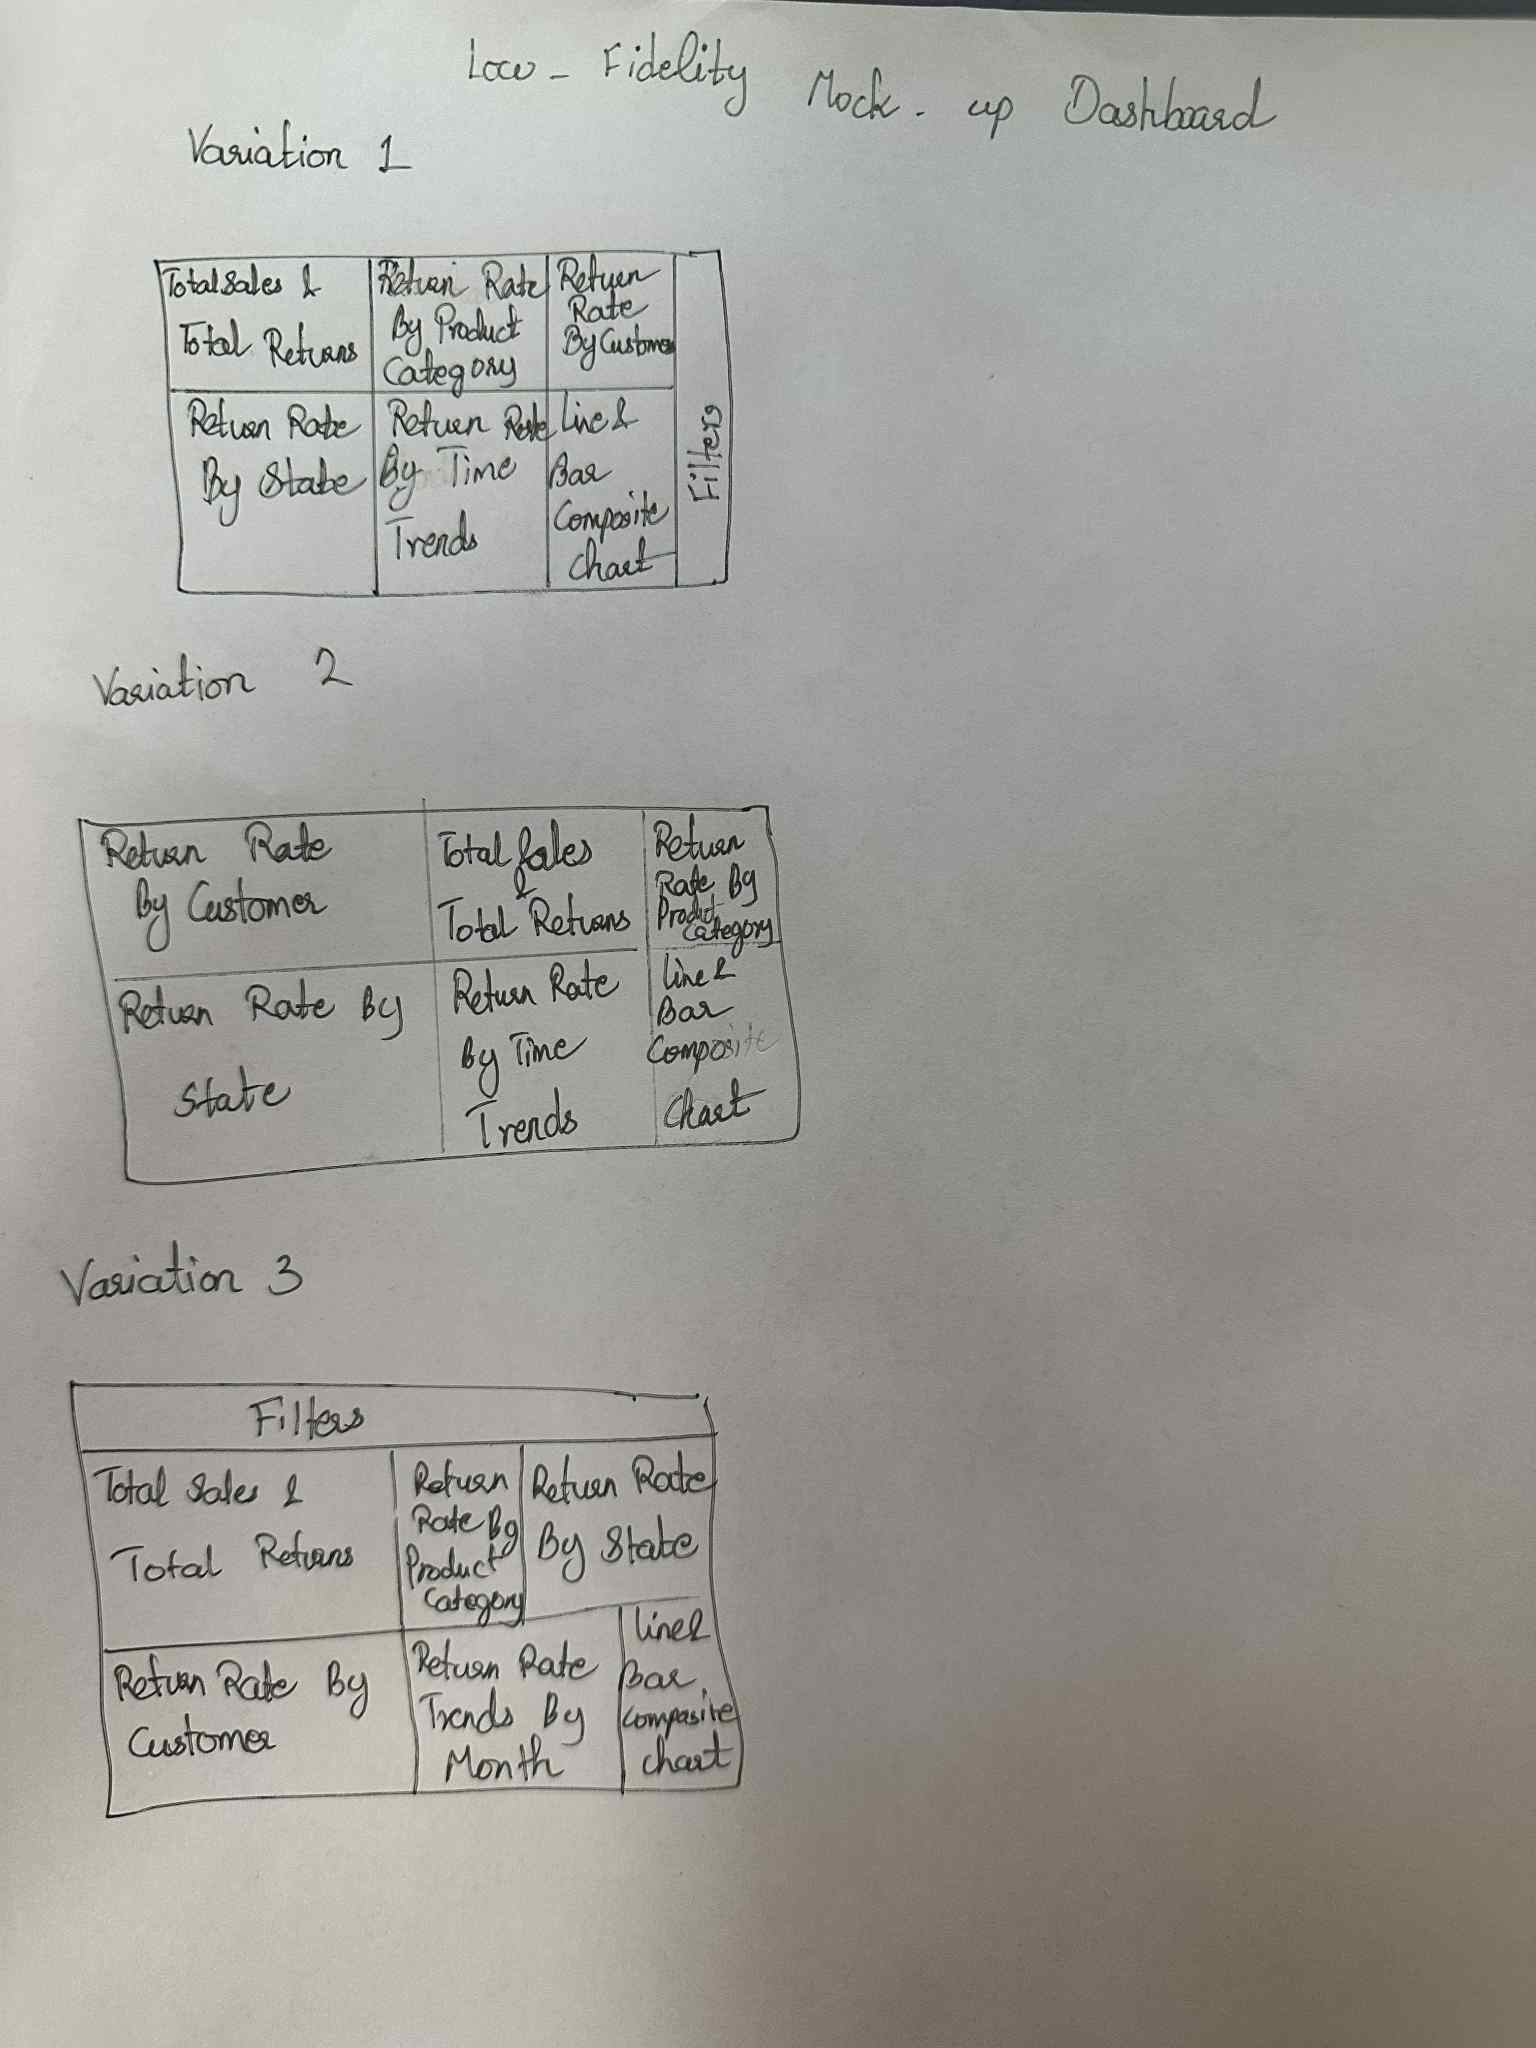 Low - Fidelity Mock - up Dashboard
Variation 1
Total Sales &
Total Returns
Return Rate
By Product
Category
Return
Rate
By Customer
Return Rate
By State
Return Rate
By Time
Trends
Line &
Bar
Composite
Chart
Filters
Variation 2
Return Rate
By Customer
Total Sales
&
Total Returns
Return
Rate By
Product
Category
Return Rate By
State
Return Rate
By Time
Trends
Line &
Bar
Composite
Chart
Variation 3
Filters
Total Sales &
Total Returns
Return
Rate By
Product
Category
Return Rate
By State
Return Rate By
Customer
Return Rate
Trends By
Month
Line &
Bar
Composite
Chart